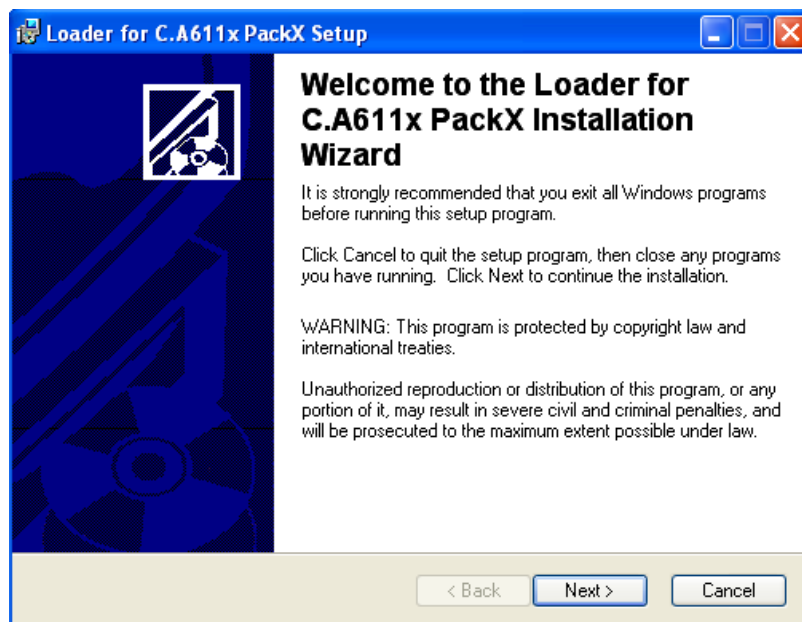 Loader for C.A611x PackX Setup
Welcome to the Loader for
C.A611x PackX Installation
Wizard
It is strongly recommended that you exit all Windows programs
before running this setup program.
Click Cancel to quit the setup program, then close any programs
you have running.  Click Next to continue the installation.
WARNING: This program is protected by copyright law and
international treaties.
Unauthorized reproduction or distribution of this program, or any
portion of it, may result in severe civil and criminal penalties, and
will be prosecuted to the maximum extent possible under law.
< Back Next > Cancel